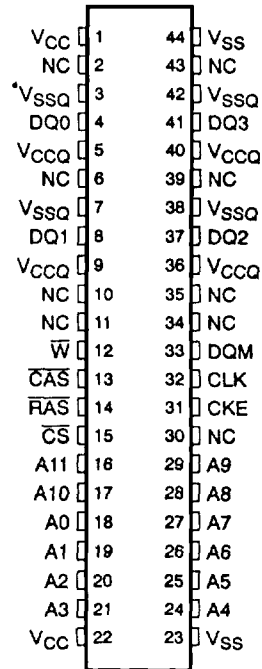 VCC 1 44 VSS
NC 2 43 NC
VSSQ 3 42 VSSQ
DQ0 4 41 DQ3
VCCQ 5 40 VCCQ
NC 6 39 NC
VSSQ 7 38 VSSQ
DQ1 8 37 DQ2
VCCQ 9 36 VCCQ
NC 10 35 NC
NC 11 34 NC
W̅ 12 33 DQM
C̅A̅S̅ 13 32 CLK
R̅A̅S̅ 14 31 CKE
C̅S̅ 15 30 NC
A11 16 29 A9
A10 17 28 A8
A0 18 27 A7
A1 19 26 A6
A2 20 25 A5
A3 21 24 A4
VCC 22 23 VSS